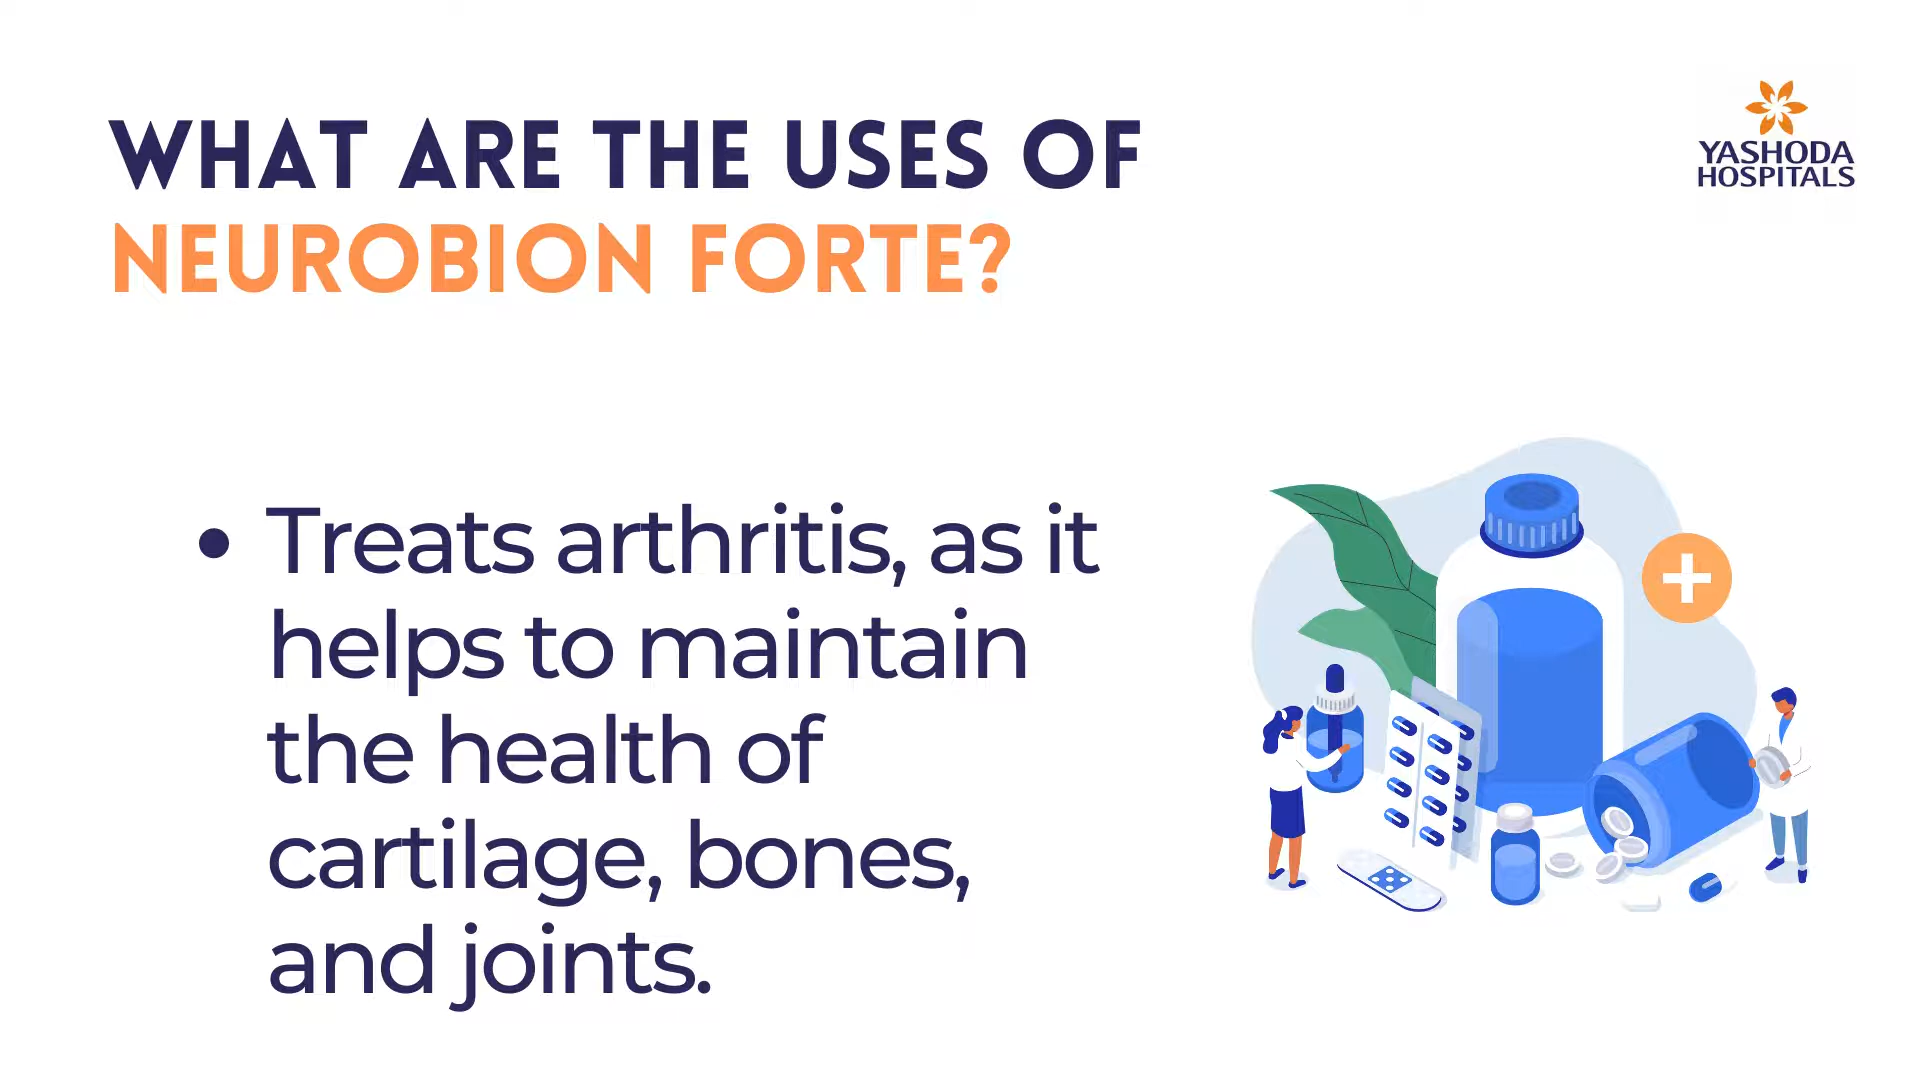 WHAT ARE THE USES OF
NEUROBION FORTE?
YASHODA
HOSPITALS
• Treats arthritis, as it
helps to maintain
the health of
cartilage, bones,
and joints.